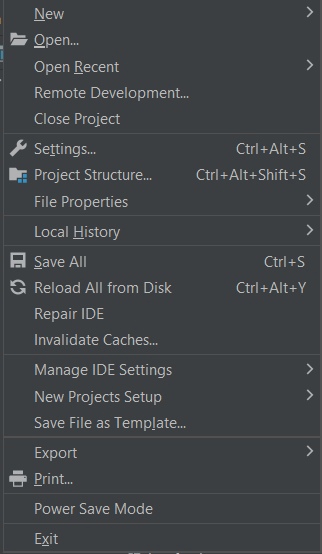 New
Open...
Open Recent
Remote Development...
Close Project
Settings... Ctrl+Alt+S
Project Structure... Ctrl+Alt+Shift+S
File Properties
Local History
Save All Ctrl+S
Reload All from Disk Ctrl+Alt+Y
Repair IDE
Invalidate Caches...
Manage IDE Settings
New Projects Setup
Save File as Template...
Export
Print...
Power Save Mode
Exit